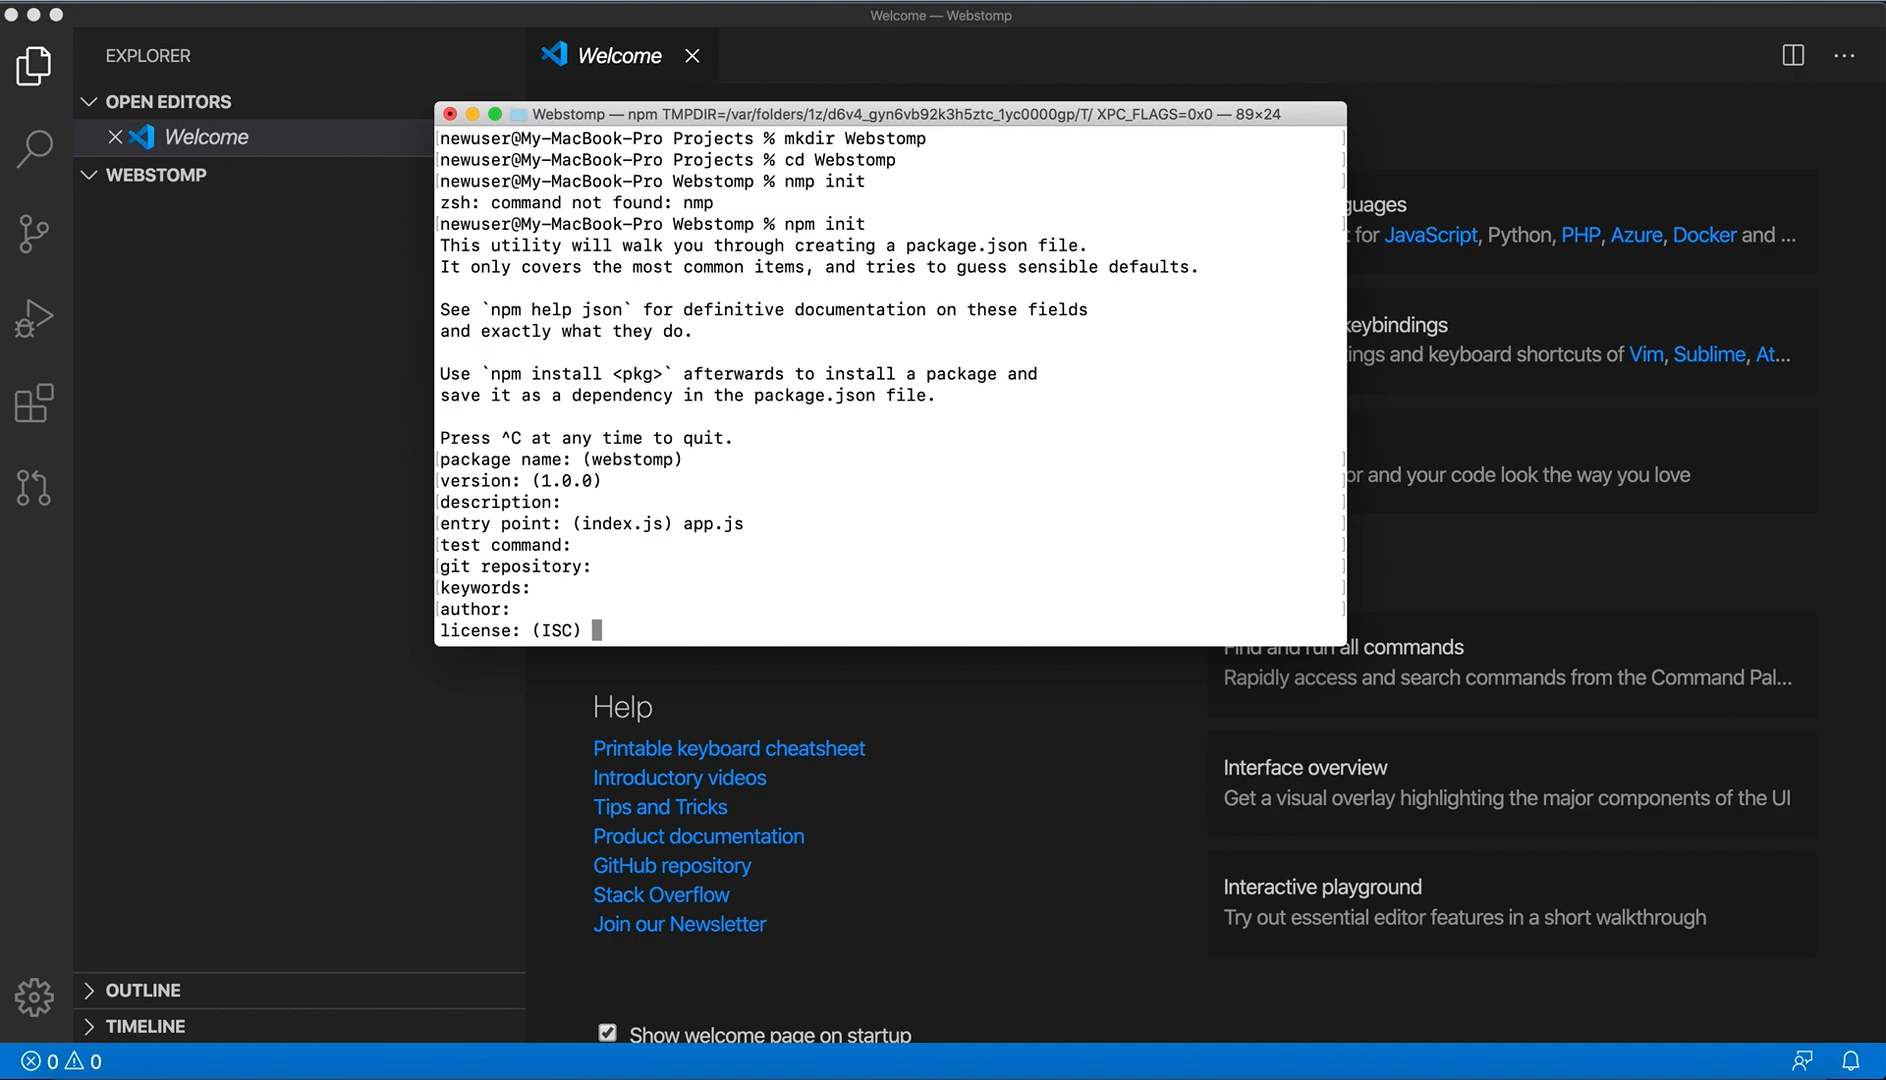 Welcome — Webstomp
EXPLORER
OPEN EDITORS
Welcome
WEBSTOMP
OUTLINE
TIMELINE
Welcome
Webstomp — npm TMPDIR=/var/folders/1z/d6v4_gyn6vb92k3h5ztc_1yc0000gp/T/ XPC_FLAGS=0x0 — 89×24
newuser@My-MacBook-Pro Projects % mkdir Webstomp
newuser@My-MacBook-Pro Projects % cd Webstomp
newuser@My-MacBook-Pro Webstomp % nmp init
zsh: command not found: nmp
newuser@My-MacBook-Pro Webstomp % npm init
This utility will walk you through creating a package.json file.
It only covers the most common items, and tries to guess sensible defaults.
See `npm help json` for definitive documentation on these fields
and exactly what they do.
Use `npm install <pkg>` afterwards to install a package and
save it as a dependency in the package.json file.
Press ^C at any time to quit.
package name: (webstomp)
version: (1.0.0)
description:
entry point: (index.js) app.js
test command:
git repository:
keywords:
author:
license: (ISC)
guages
t for JavaScript, Python, PHP, Azure, Docker and ...
keybindings
ings and keyboard shortcuts of Vim, Sublime, At...
or and your code look the way you love
Find and run all commands
Rapidly access and search commands from the Command Pal...
Interface overview
Get a visual overlay highlighting the major components of the UI
Interactive playground
Try out essential editor features in a short walkthrough
Help
Printable keyboard cheatsheet
Introductory videos
Tips and Tricks
Product documentation
GitHub repository
Stack Overflow
Join our Newsletter
Show welcome page on startup
0 0